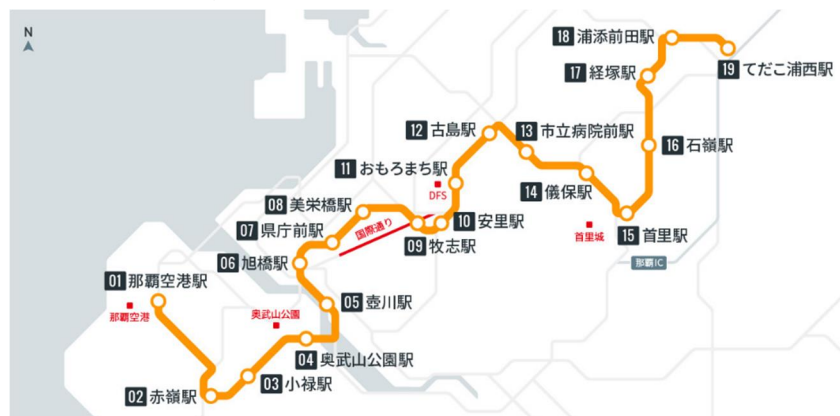 N
01 那覇空港駅
那覇空港
02 赤嶺駅
03 小禄駅
04 奥武山公園駅
奥武山公園
05 壺川駅
06 旭橋駅
07 県庁前駅
08 美栄橋駅
国際通り
09 牧志駅
10 安里駅
11 おもろまち駅
DFS
12 古島駅
13 市立病院前駅
14 儀保駅
首里城
15 首里駅
那覇IC
16 石嶺駅
17 経塚駅
18 浦添前田駅
19 てだこ浦西駅